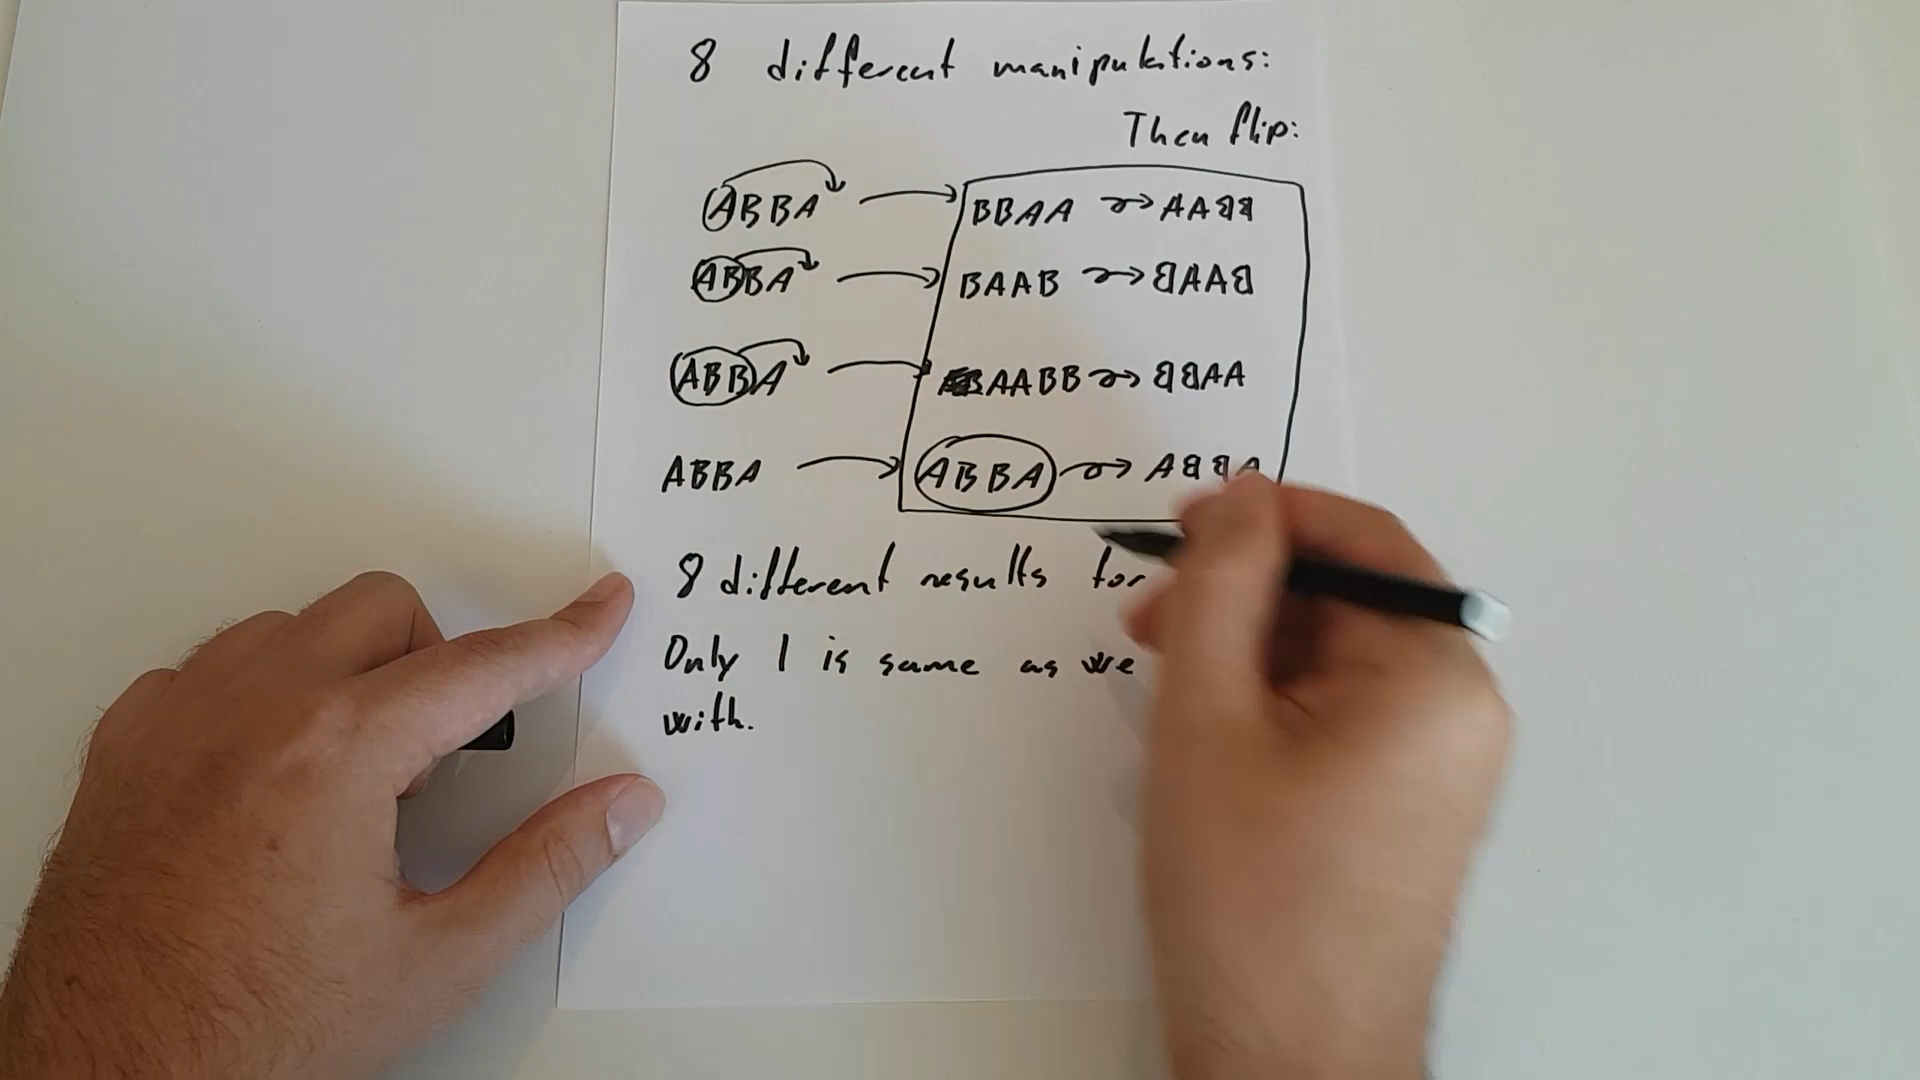 8 different manipulations:
Then flip:
ABBA → BBAA → AABB
ABBA → BAAB → BAAB
ABBA → AABB → BBAA
ABBA → ABBA → ABBA
8 different results for
Only 1 is same as we
with.